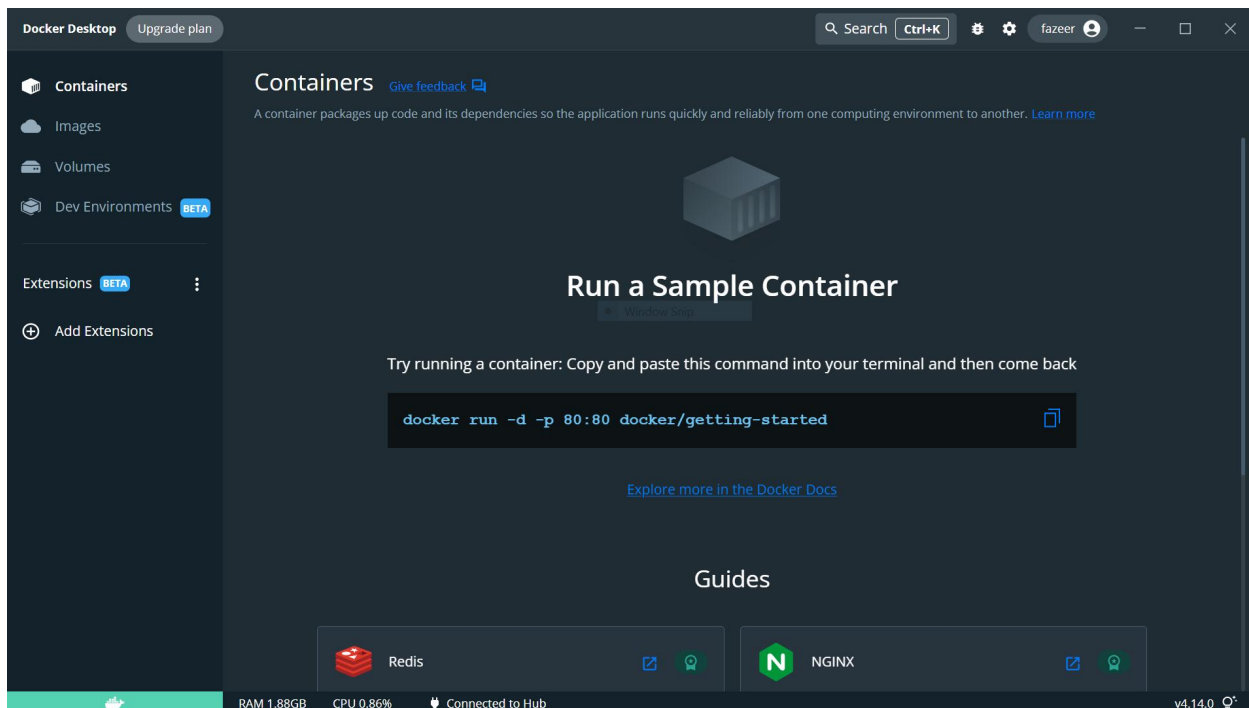 Docker Desktop Upgrade plan Search Ctrl+K fazeer
Containers
Images
Volumes
Dev Environments BETA
Extensions BETA
Add Extensions
Containers Give feedback
A container packages up code and its dependencies so the application runs quickly and reliably from one computing environment to another. Learn more
Run a Sample Container
Window Snip
Try running a container: Copy and paste this command into your terminal and then come back
docker run -d -p 80:80 docker/getting-started
Explore more in the Docker Docs
Guides
Redis
NGINX
RAM 1.88GB CPU 0.86% Connected to Hub v4.14.0